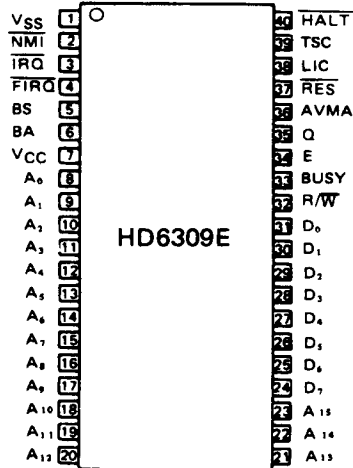 VSS 1 40 HALT
NMI 2 39 TSC
IRQ 3 38 LIC
FIRQ 4 37 RES
BS 5 36 AVMA
BA 6 35 Q
VCC 7 34 E
A0 8 33 BUSY
A1 9 32 R/W
A2 10 31 D0
A3 11 30 D1
HD6309E
A4 12 29 D2
A5 13 28 D3
A6 14 27 D4
A7 15 26 D5
A8 16 25 D6
A9 17 24 D7
A10 18 23 A15
A11 19 22 A14
A12 20 21 A13